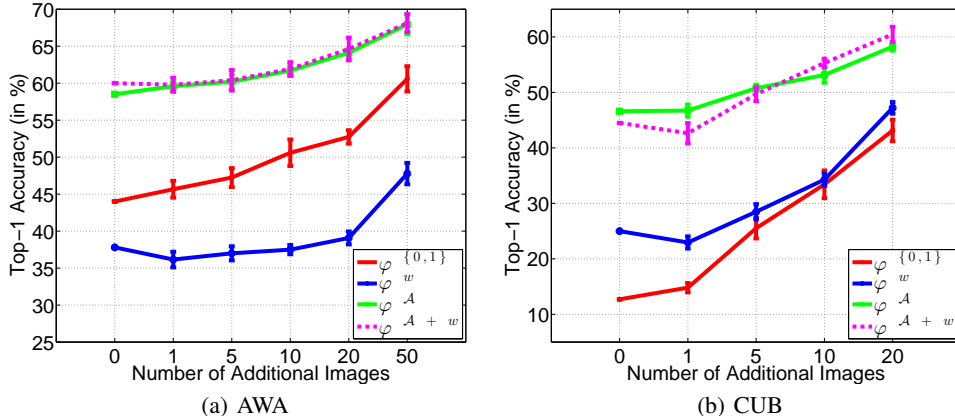 70
65
60
55
50
45
40
35
30
25
Top−1 Accuracy (in %)
0 1 5 10 20 50
Number of Additional Images
φ {0,1}
φ w
φ A
φ A + w
(a) AWA
60
50
40
30
20
10
Top−1 Accuracy (in %)
0 1 5 10 20
Number of Additional Images
φ {0,1}
φ w
φ A
φ A + w
(b) CUB